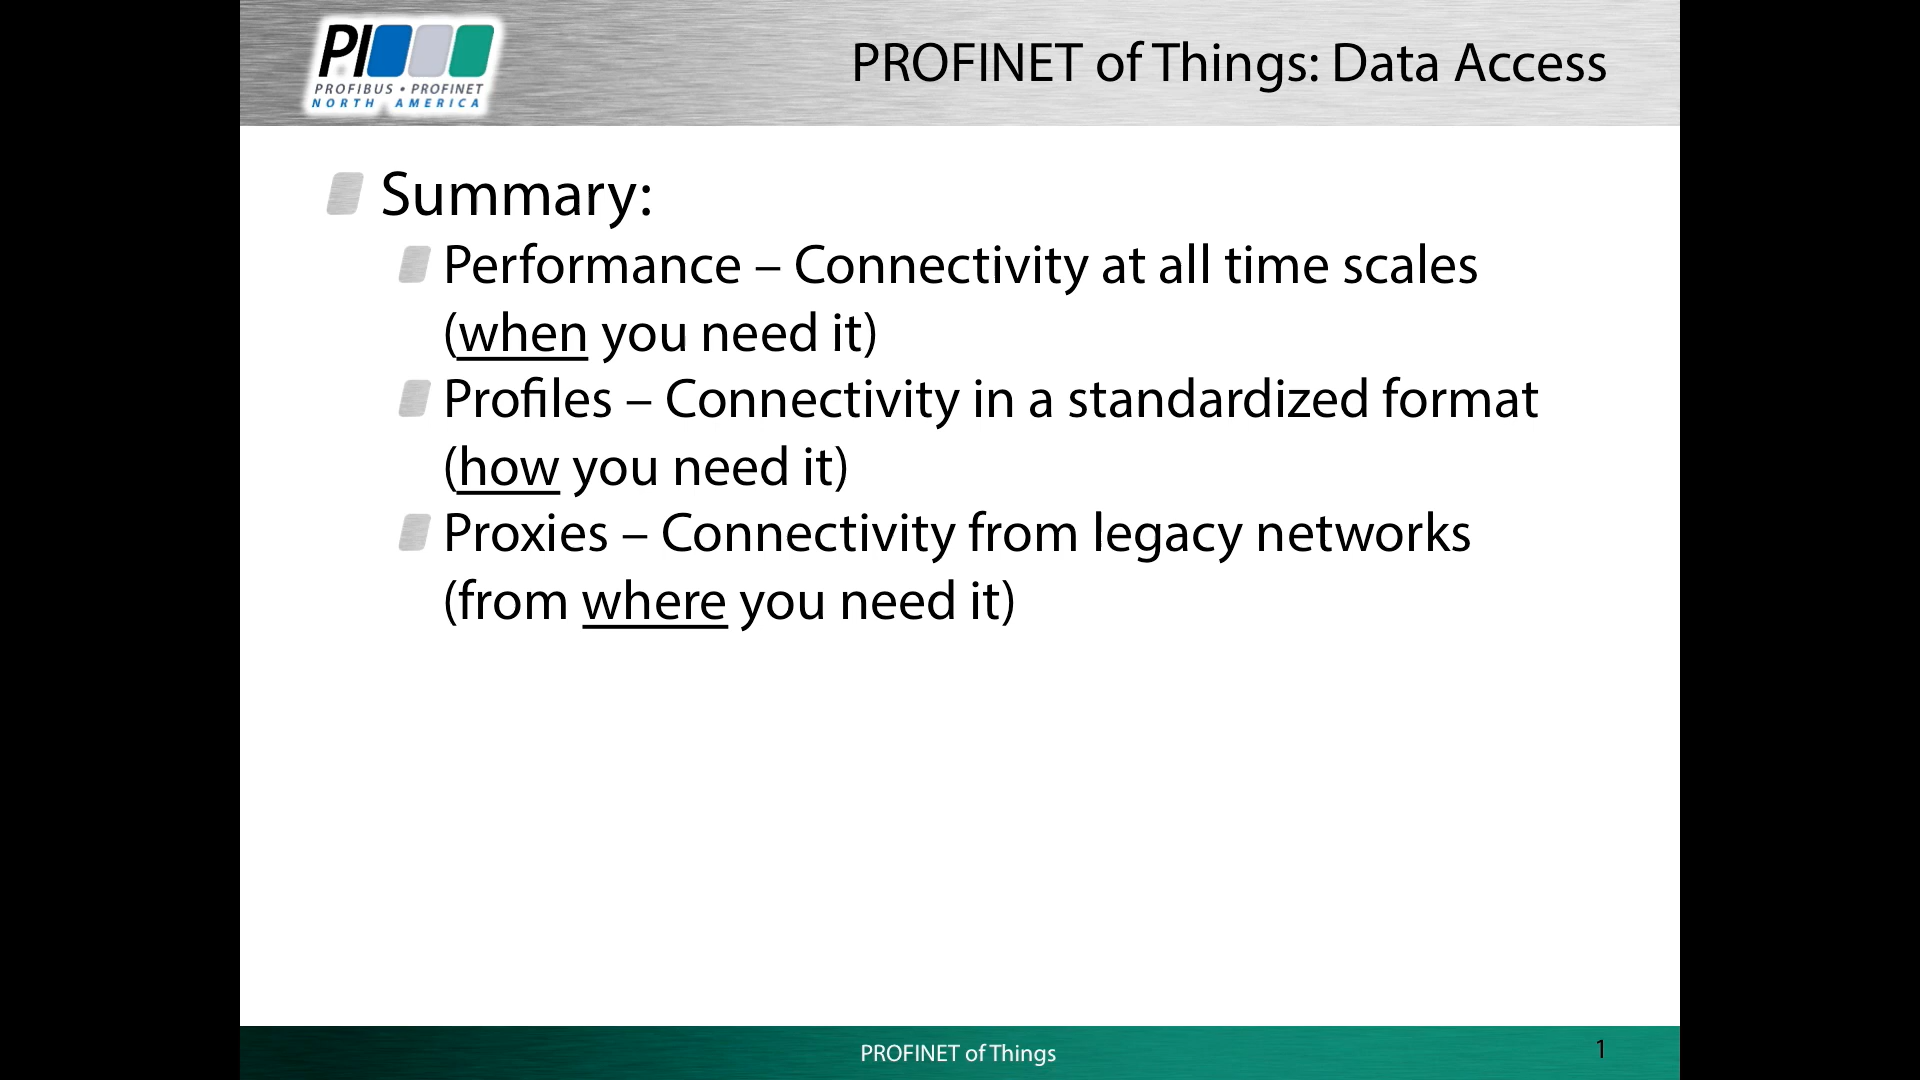 PI
PROFIBUS • PROFINET
NORTH AMERICA
PROFINET of Things: Data Access
Summary:
Performance – Connectivity at all time scales
(when you need it)
Profiles – Connectivity in a standardized format
(how you need it)
Proxies – Connectivity from legacy networks
(from where you need it)
PROFINET of Things
1